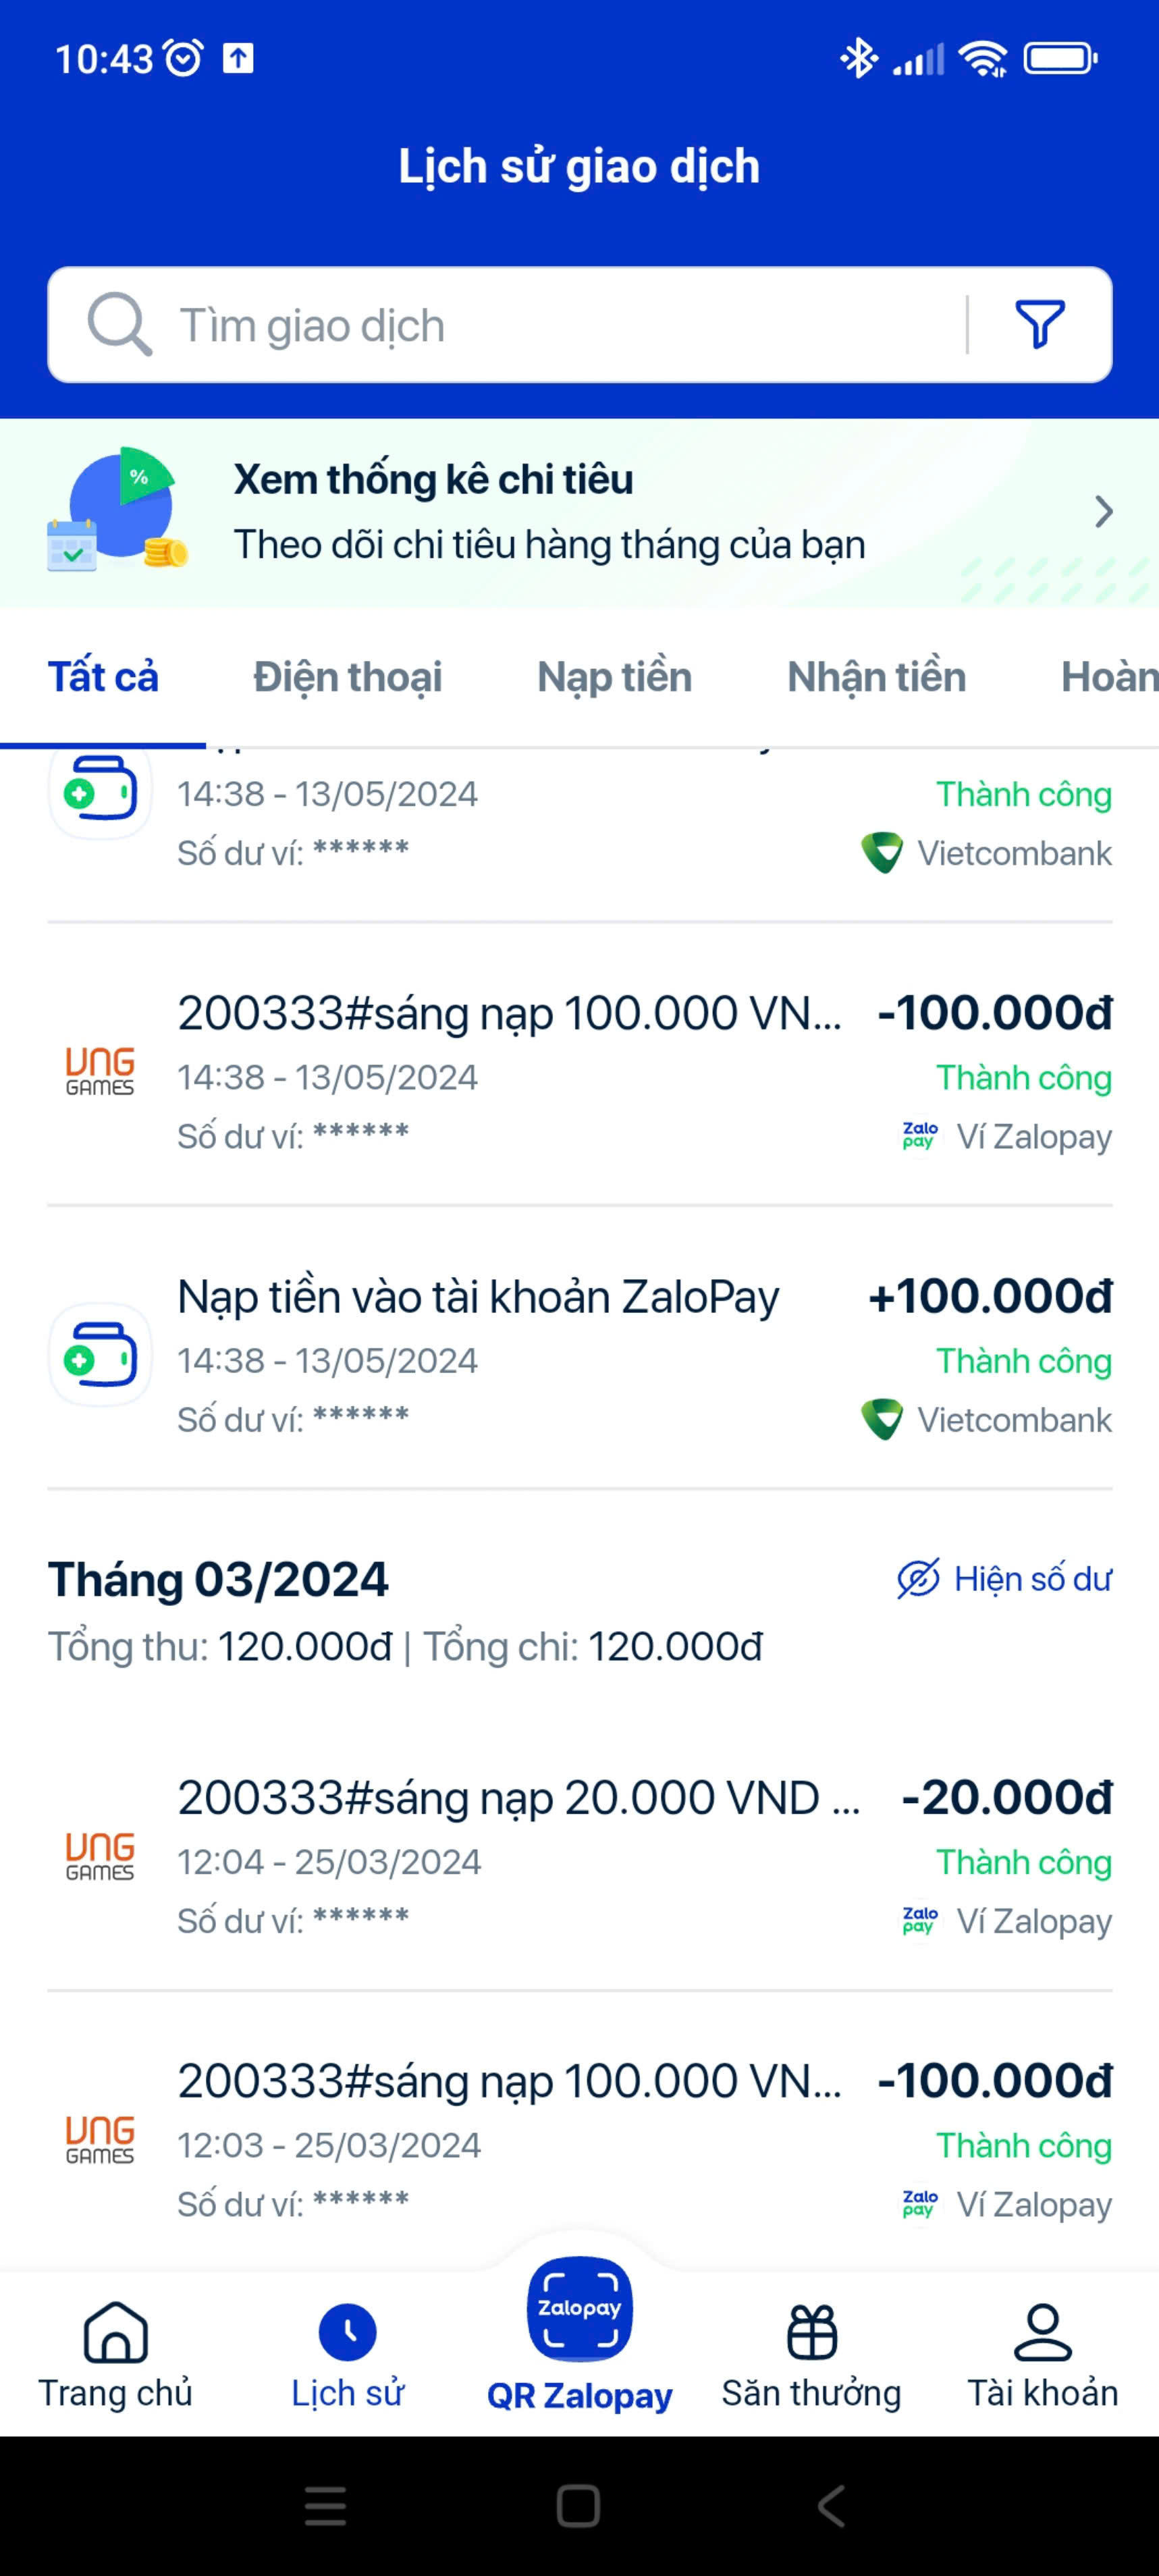 10:43
Lịch sử giao dịch
Tìm giao dịch
%
Xem thống kê chi tiêu
Theo dõi chi tiêu hàng tháng của bạn
Tất cả Điện thoại Nạp tiền Nhận tiền Hoàn
14:38 - 13/05/2024 Thành công
Số dư ví: ****** Vietcombank
200333#sáng nạp 100.000 VN... -100.000đ
VNG GAMES 14:38 - 13/05/2024 Thành công
Số dư ví: ****** Zalo pay Ví Zalopay
Nạp tiền vào tài khoản ZaloPay +100.000đ
14:38 - 13/05/2024 Thành công
Số dư ví: ****** Vietcombank
Tháng 03/2024 Hiện số dư
Tổng thu: 120.000đ | Tổng chi: 120.000đ
200333#sáng nạp 20.000 VND ... -20.000đ
VNG GAMES 12:04 - 25/03/2024 Thành công
Số dư ví: ****** Zalo pay Ví Zalopay
200333#sáng nạp 100.000 VN... -100.000đ
VNG GAMES 12:03 - 25/03/2024 Thành công
Số dư ví: ****** Zalo pay Ví Zalopay
Zalopay
Trang chủ Lịch sử QR Zalopay Săn thưởng Tài khoản